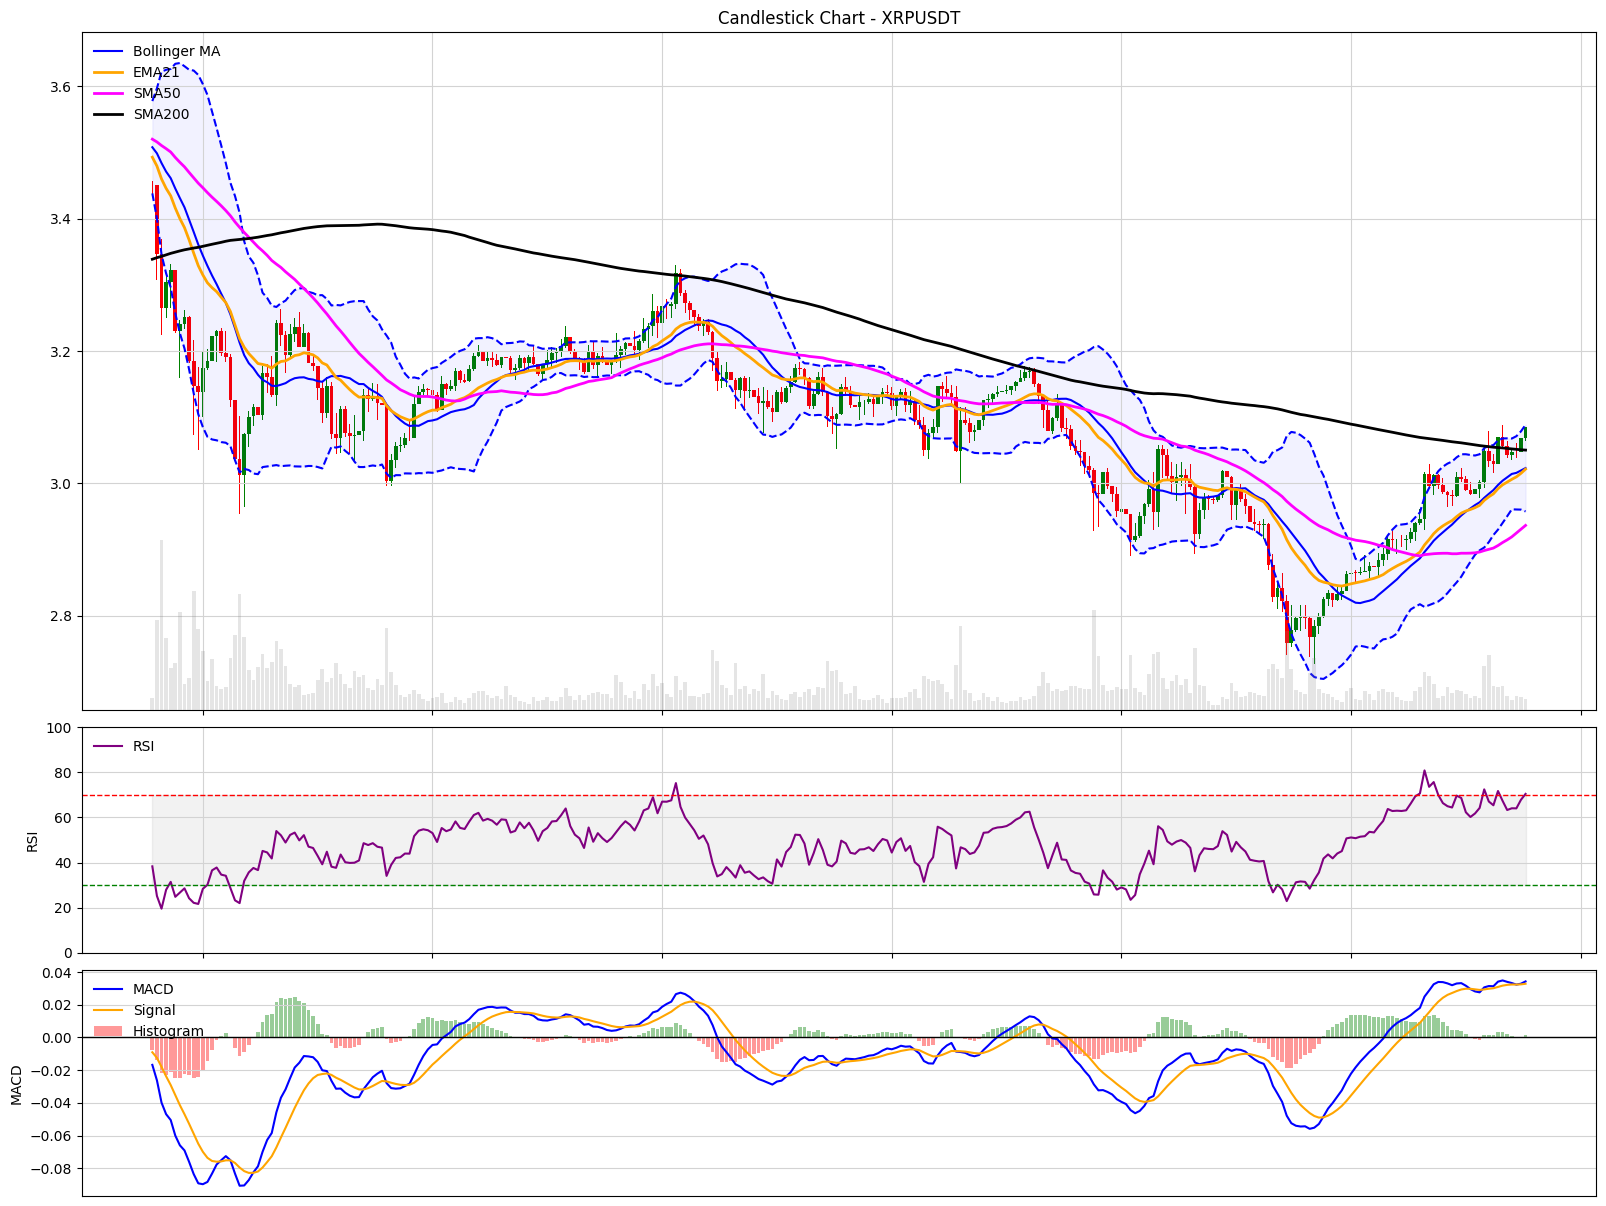 Candlestick Chart - XRPUSDT
Bollinger MA
EMA21
SMA50
SMA200
3.6
3.4
3.2
3.0
2.8
RSI
100
80
60
40
20
0
RSI
MACD
Signal
Histogram
0.04
0.02
0.00
−0.02
−0.04
−0.06
−0.08
MACD